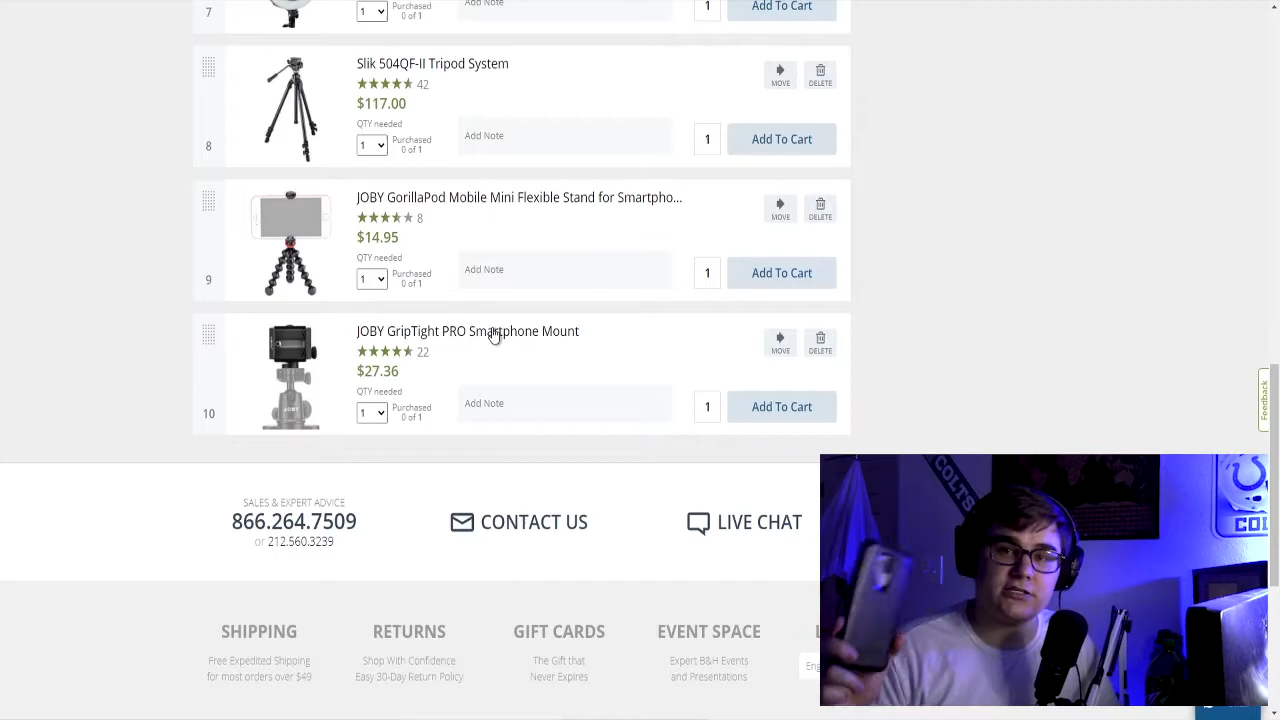 7
1
Purchased
0 of 1
Add Note
1
Add To Cart
Slik 504QF-II Tripod System
42
$117.00
QTY needed
1
Purchased
0 of 1
Add Note
1
Add To Cart
MOVE
DELETE
8
JOBY GorillaPod Mobile Mini Flexible Stand for Smartpho...
8
$14.95
QTY needed
1
Purchased
0 of 1
Add Note
1
Add To Cart
MOVE
DELETE
9
JOBY GripTight PRO Smartphone Mount
22
$27.36
QTY needed
1
Purchased
0 of 1
Add Note
1
Add To Cart
MOVE
DELETE
10
JOBY
Feedback
SALES & EXPERT ADVICE
866.264.7509
or 212.560.3239
CONTACT US
LIVE CHAT
SHIPPING
Free Expedited Shipping
for most orders over $49
RETURNS
Shop With Confidence
Easy 30-Day Return Policy
GIFT CARDS
The Gift that
Never Expires
EVENT SPACE
Expert B&H Events
and Presentations
L
Eng
COLTS
COL